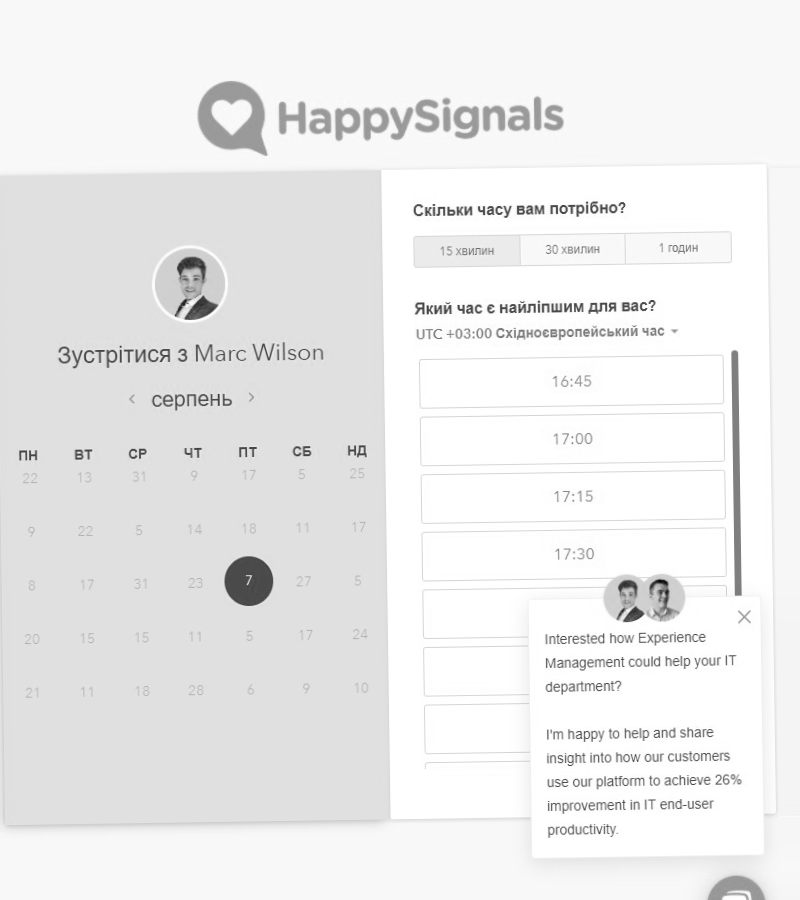 HappySignals
Зустрітися з Marc Wilson
серпень
ПН ВТ СР ЧТ ПТ СБ НД
22 13 31 9 17 5 25
9 22 5 14 18 11 17
8 17 31 23 7 27 5
20 15 15 11 5 17 24
21 11 18 28 6 9 10
Скільки часу вам потрібно?
15 хвилин 30 хвилин 1 годин
Який час є найліпшим для вас?
UTC +03:00 Східноєвропейський час
16:45
17:00
17:15
17:30
Interested how Experience
Management could help your IT
department?
I'm happy to help and share
insight into how our customers
use our platform to achieve 26%
improvement in IT end-user
productivity.